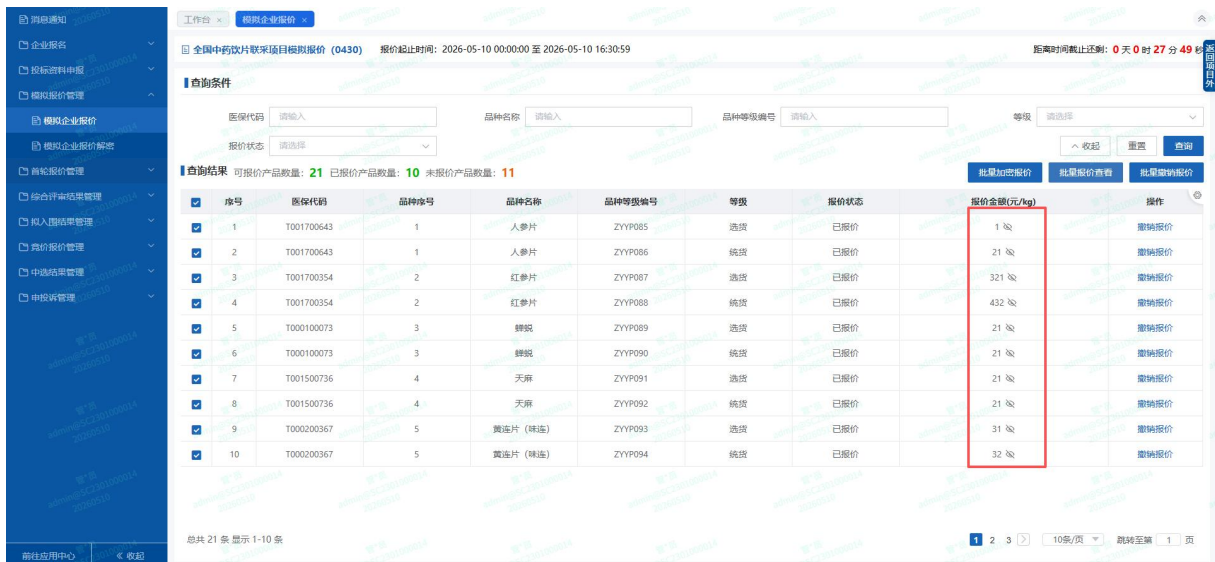 消息通知
企业报名
投标资料申报
模拟报价管理
模拟企业报价
模拟企业报价解密
首轮报价管理
综合评审结果管理
拟入围结果管理
竞价报价管理
中选结果管理
申投诉管理
前往应用中心 《 收起
工作台 × 模拟企业报价 ×
全国中药饮片联采项目模拟报价（0430） 报价起止时间：2026-05-10 00:00:00 至 2026-05-10 16:30:59 距离时间截止还剩：0 天 0 时 27 分 49 秒
返回项目外
查询条件
医保代码 请输入 品种名称 请输入 品种等级编号 请输入 等级 请选择
报价状态 请选择 收起 重置 查询
查询结果 可报价产品数量：21 已报价产品数量：10 未报价产品数量：11 批量加密报价 批量报价查看 批量撤销报价
序号 医保代码 品种序号 品种名称 品种等级编号 等级 报价状态 报价金额(元/kg) 操作
1 T001700643 1 人参片 ZYYP085 选货 已报价 1 撤销报价
2 T001700643 1 人参片 ZYYP086 统货 已报价 21 撤销报价
3 T001700354 2 红参片 ZYYP087 选货 已报价 321 撤销报价
4 T001700354 2 红参片 ZYYP088 统货 已报价 432 撤销报价
5 T000100073 3 蝉蜕 ZYYP089 选货 已报价 21 撤销报价
6 T000100073 3 蝉蜕 ZYYP090 统货 已报价 21 撤销报价
7 T001500736 4 天麻 ZYYP091 选货 已报价 21 撤销报价
8 T001500736 4 天麻 ZYYP092 统货 已报价 21 撤销报价
9 T000200367 5 黄连片（味连） ZYYP093 选货 已报价 31 撤销报价
10 T000200367 5 黄连片（味连） ZYYP094 统货 已报价 32 撤销报价
总共 21 条 显示 1-10 条 1 2 3 10条/页 跳转至第 1 页